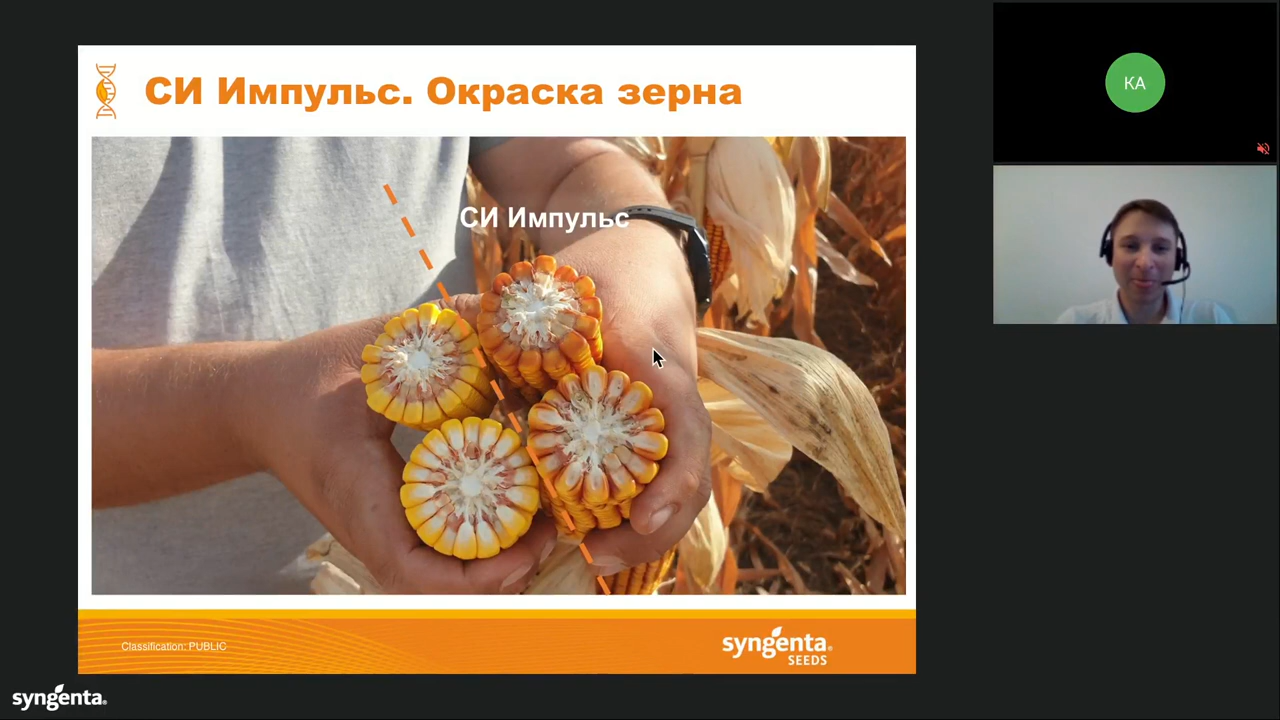 СИ Импульс. Окраска зерна
СИ Импульс
Classification: PUBLIC
syngenta®
SEEDS
KA
syngenta®